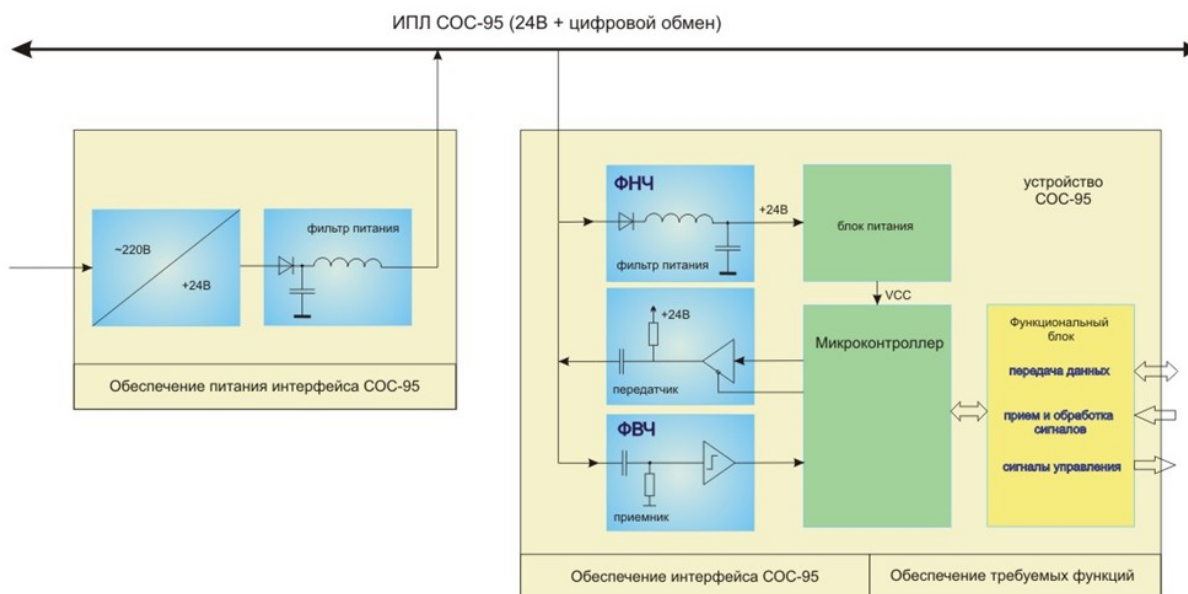 ИПЛ СОС-95 (24В + цифровой обмен)
~220В
+24В
фильтр питания
Обеспечение питания интерфейса СОС-95
ФНЧ
фильтр питания
+24В
блок питания
устройство
СОС-95
VCC
+24В
передатчик
Микроконтроллер
Функциональный
блок
передача данных
прием и обработка
сигналов
сигналы управления
ФВЧ
приемник
Обеспечение интерфейса СОС-95
Обеспечение требуемых функций